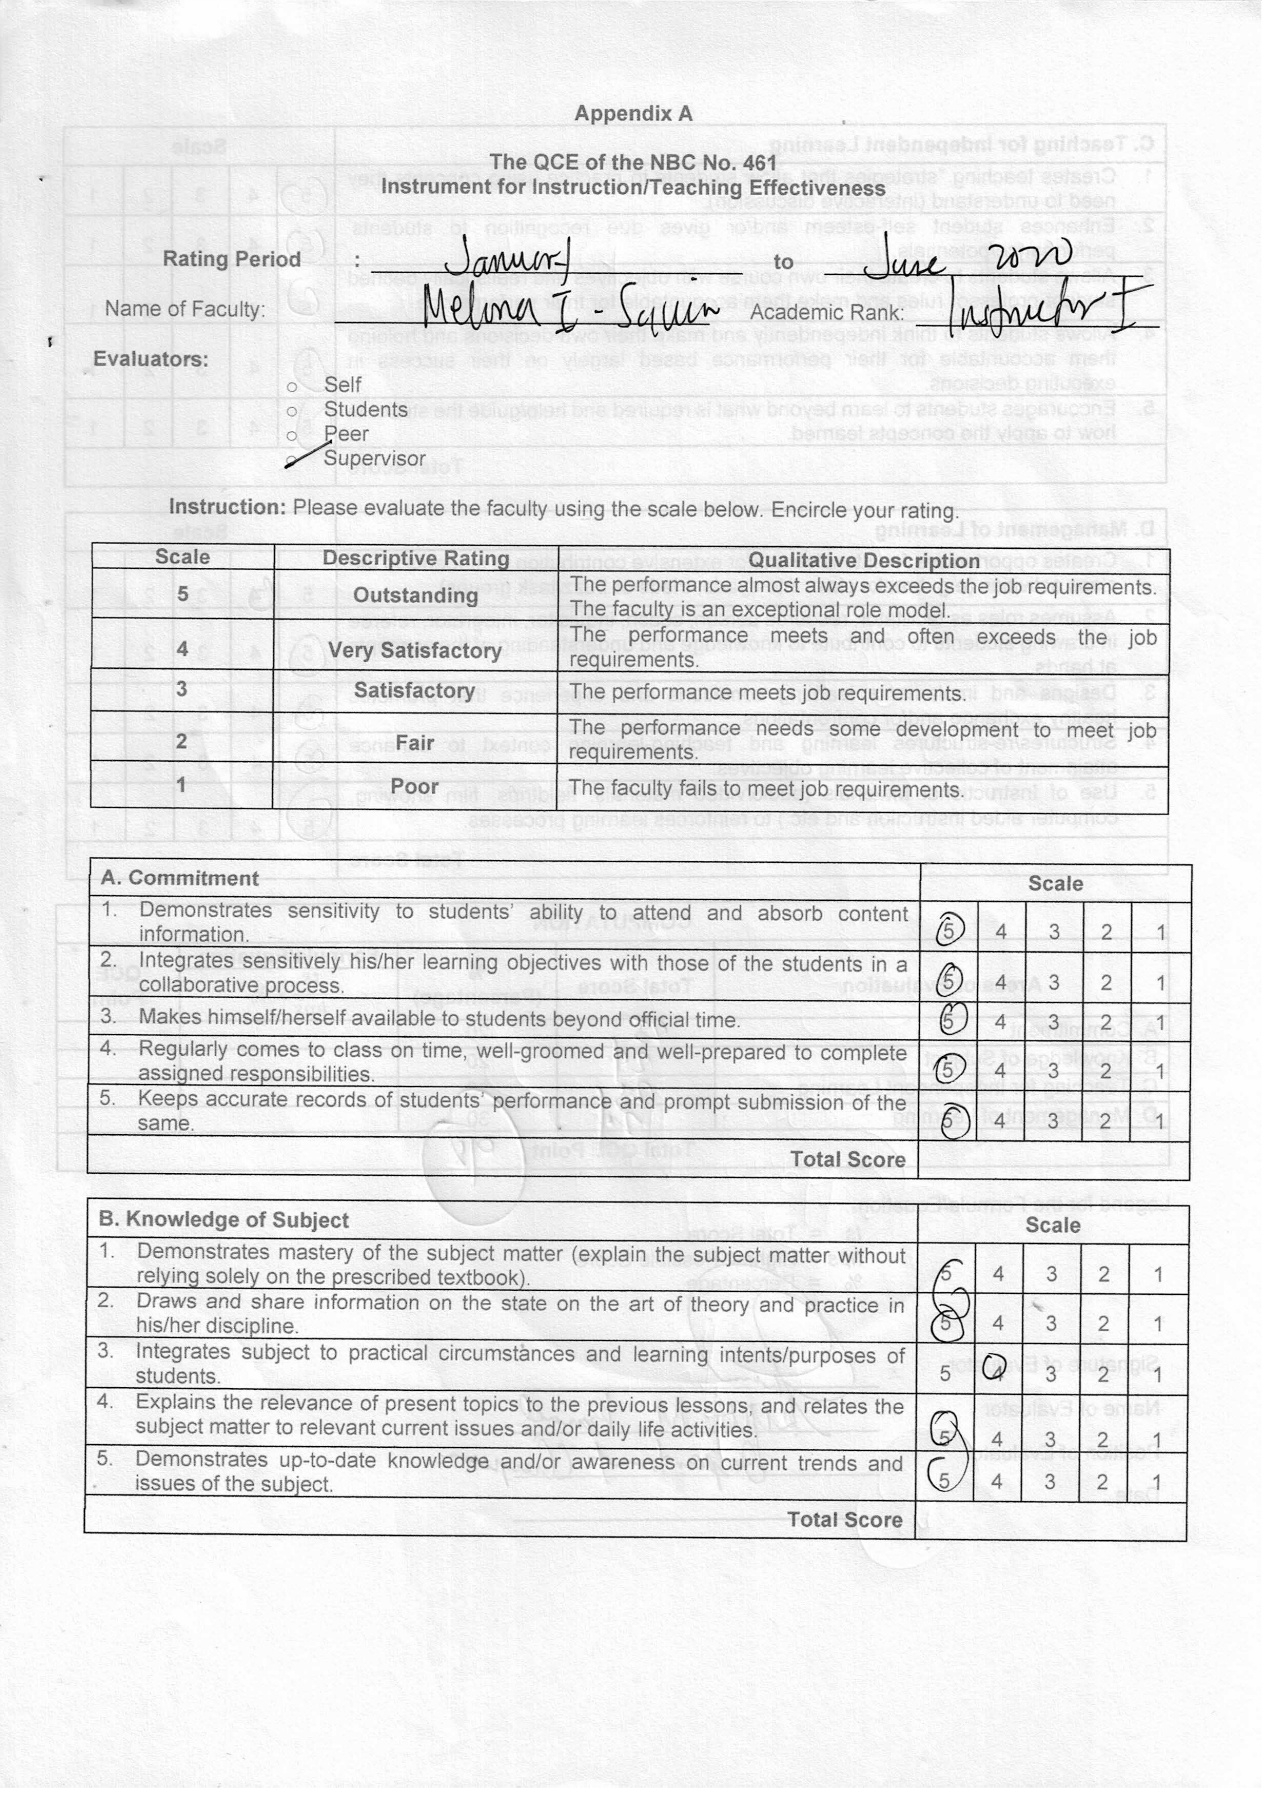 Appendix A
The QCE of the NBC No. 461
Instrument for Instruction/Teaching Effectiveness
Rating Period : January to June 2020
Name of Faculty: Melina I - Academic Rank: Instructor I
Evaluators:
Self
Students
Peer
Supervisor
Instruction: Please evaluate the faculty using the scale below. Encircle your rating.
Scale Descriptive Rating Qualitative Description
5 Outstanding The performance almost always exceeds the job requirements.
The faculty is an exceptional role model.
4 Very Satisfactory The performance meets and often exceeds the job
requirements.
3 Satisfactory The performance meets job requirements.
2 Fair The performance needs some development to meet job
requirements.
1 Poor The faculty fails to meet job requirements.
A. Commitment Scale
1. Demonstrates sensitivity to students' ability to attend and absorb content
information. 5 4 3 2 1
2. Integrates sensitively his/her learning objectives with those of the students in a
collaborative process. 5 4 3 2 1
3. Makes himself/herself available to students beyond official time. 5 4 3 2 1
4. Regularly comes to class on time, well-groomed and well-prepared to complete
assigned responsibilities. 5 4 3 2 1
5. Keeps accurate records of students' performance and prompt submission of the
same. 5 4 3 2 1
Total Score
B. Knowledge of Subject Scale
1. Demonstrates mastery of the subject matter (explain the subject matter without
relying solely on the prescribed textbook). 5 4 3 2 1
2. Draws and share information on the state on the art of theory and practice in
his/her discipline. 5 4 3 2 1
3. Integrates subject to practical circumstances and learning intents/purposes of
students. 5 4 3 2 1
4. Explains the relevance of present topics to the previous lessons, and relates the
subject matter to relevant current issues and/or daily life activities. 5 4 3 2 1
5. Demonstrates up-to-date knowledge and/or awareness on current trends and
issues of the subject. 5 4 3 2 1
Total Score